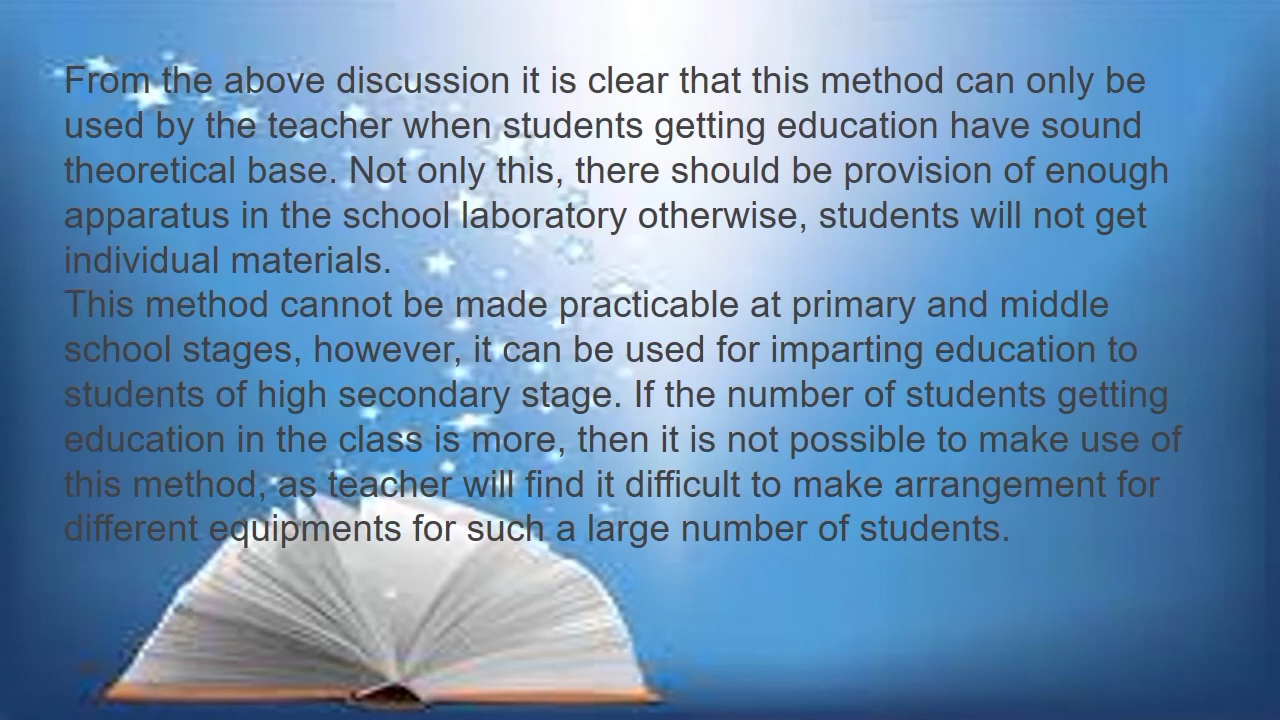 From the above discussion it is clear that this method can only be
used by the teacher when students getting education have sound
theoretical base. Not only this, there should be provision of enough
apparatus in the school laboratory otherwise, students will not get
individual materials.
This method cannot be made practicable at primary and middle
school stages, however, it can be used for imparting education to
students of high secondary stage. If the number of students getting
education in the class is more, then it is not possible to make use of
this method, as teacher will find it difficult to make arrangement for
different equipments for such a large number of students.